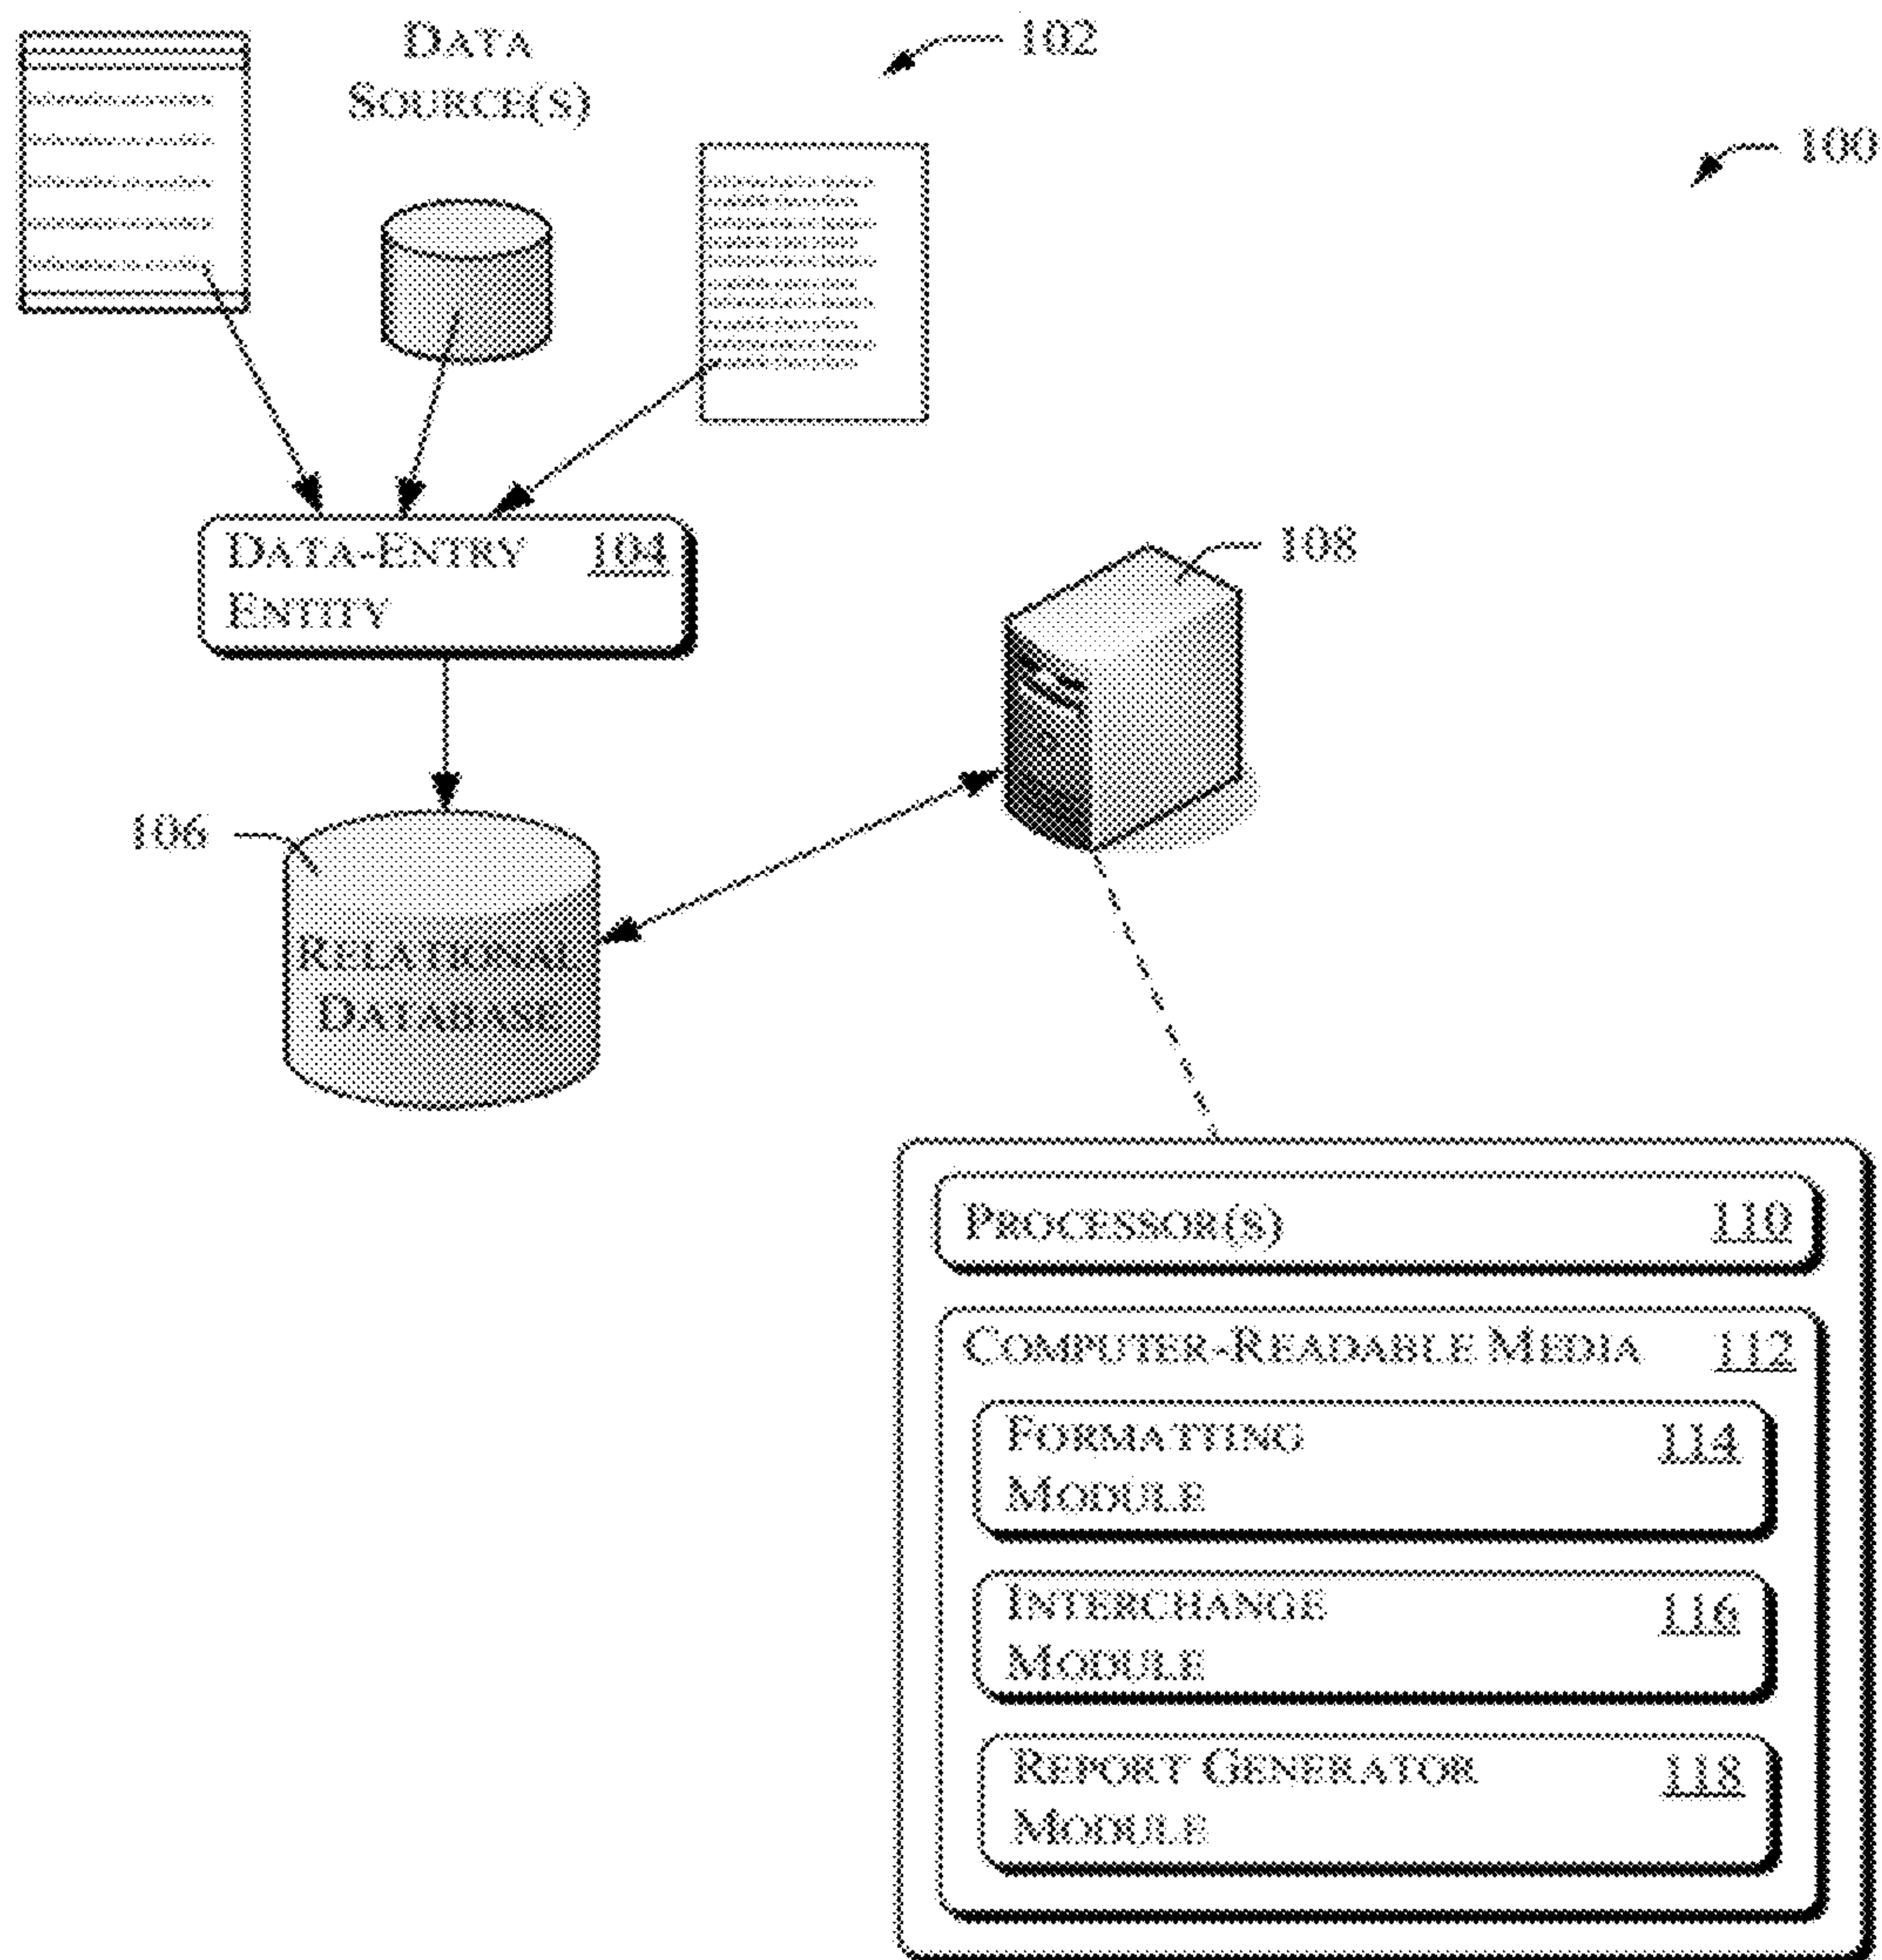 DATA
SOURCE(S)
102
100
DATA-ENTRY 104
ENTITY
108
106
RELATIONAL
DATABASE
PROCESSOR(S) 110
COMPUTER-READABLE MEDIA 112
FORMATTING 114
MODULE
INTERCHANGE 116
MODULE
REPORT GENERATOR 118
MODULE